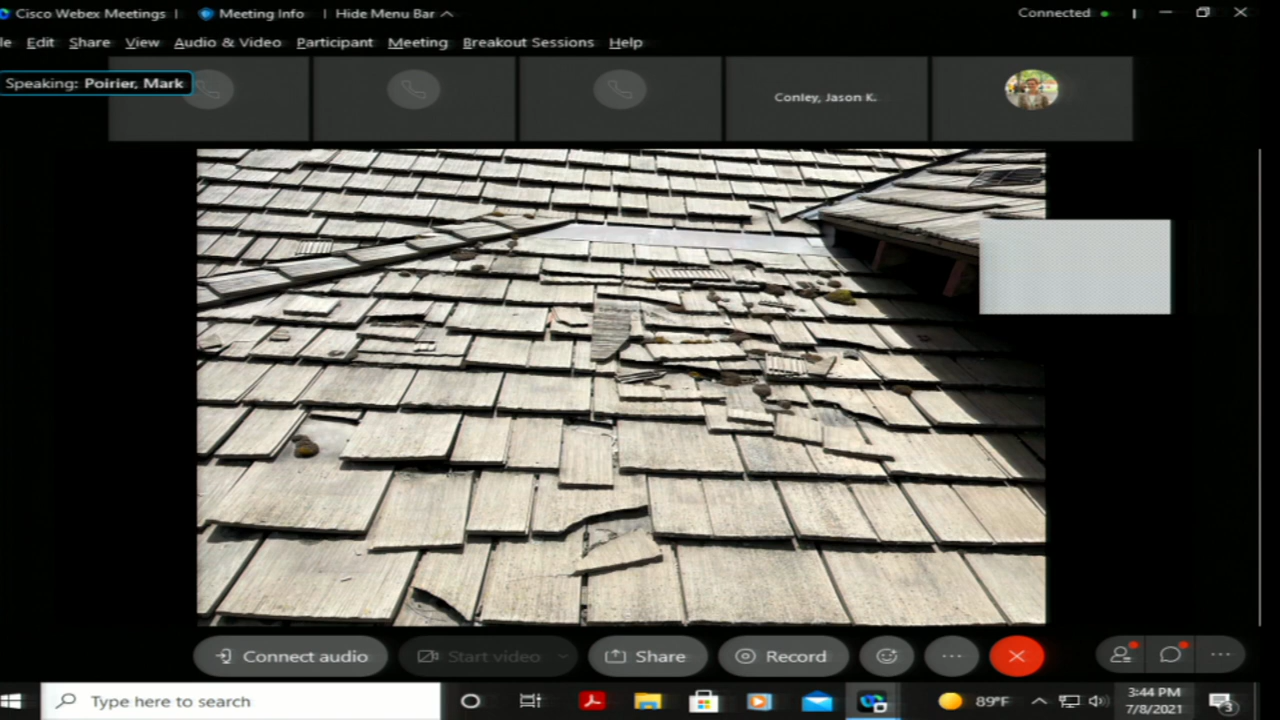 Cisco Webex Meetings | Meeting Info | Hide Menu Bar Connected
le Edit Share View Audio & Video Participant Meeting Breakout Sessions Help
Speaking: Poirier, Mark
Conley, Jason K.
Connect audio Start video Share Record
Type here to search 89°F 3:44 PM
7/8/2021 3